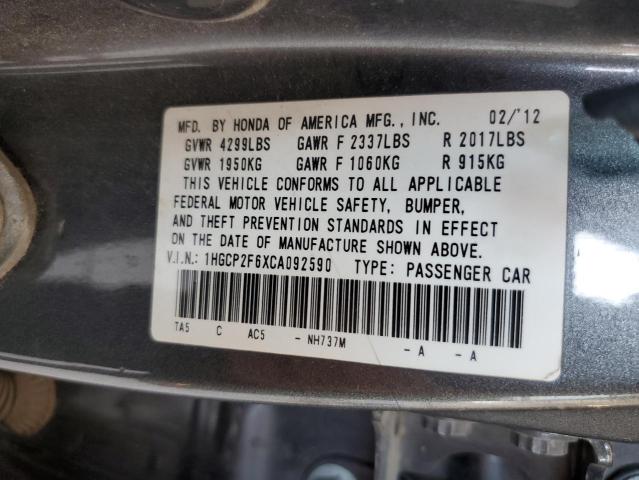 MFD. BY HONDA OF AMERICA MFG., INC. 02/'12
GVWR 4299LBS GAWR F 2337LBS R 2017LBS
GVWR 1950KG GAWR F 1060KG R 915KG
THIS VEHICLE CONFORMS TO ALL APPLICABLE
FEDERAL MOTOR VEHICLE SAFETY, BUMPER,
AND THEFT PREVENTION STANDARDS IN EFFECT
ON THE DATE OF MANUFACTURE SHOWN ABOVE.
V.I.N.: 1HGCP2F6XCA092590 TYPE: PASSENGER CAR
TA5 C AC5 - NH737M - A - A